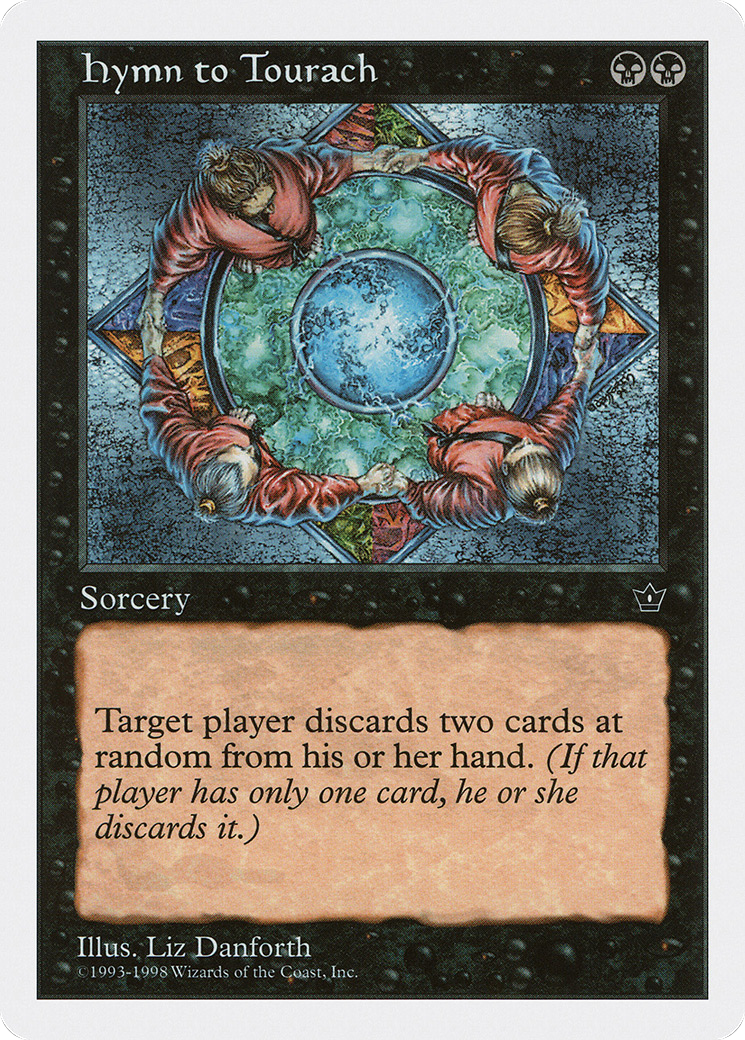 Hymn to Tourach
Sorcery
Target player discards two cards at
random from his or her hand. (If that
player has only one card, he or she
discards it.)
Illus. Liz Danforth
©1993-1998 Wizards of the Coast, Inc.